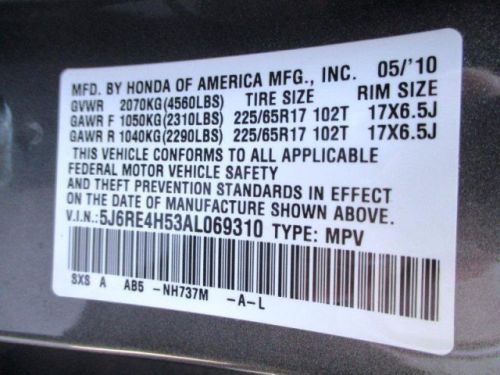 MFD. BY HONDA OF AMERICA MFG., INC. 05/'10
GVWR 2070KG(4560LBS) TIRE SIZE RIM SIZE
GAWR F 1050KG(2310LBS) 225/65R17 102T 17X6.5J
GAWR R 1040KG(2290LBS) 225/65R17 102T 17X6.5J
THIS VEHICLE CONFORMS TO ALL APPLICABLE
FEDERAL MOTOR VEHICLE SAFETY
AND THEFT PREVENTION STANDARDS IN EFFECT
ON THE DATE OF MANUFACTURE SHOWN ABOVE.
V.I.N.: 5J6RE4H53AL069310 TYPE: MPV
SXS A AB5 -NH737M -A-L